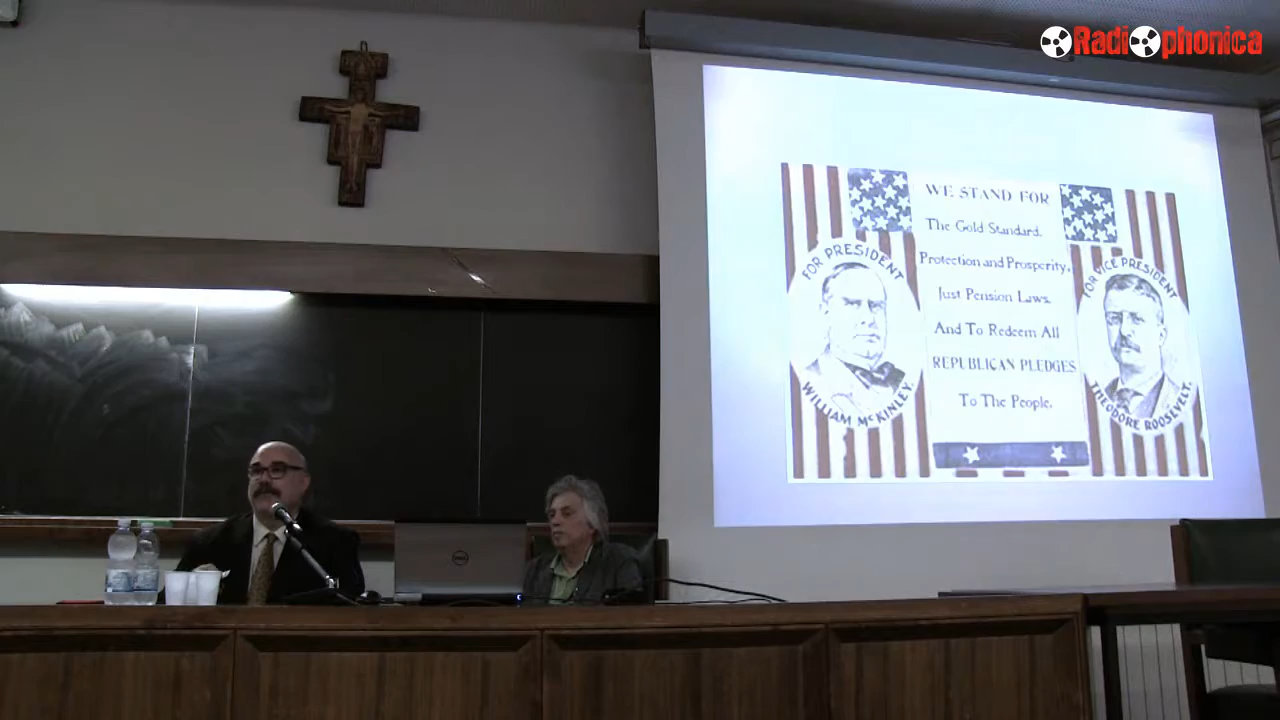 Radiophonica
WE STAND FOR
The Gold Standard.
Protection and Prosperity.
Just Pension Laws.
And To Redeem All
REPUBLICAN PLEDGES
To The People.
FOR PRESIDENT
WILLIAM McKINLEY.
FOR VICE PRESIDENT
THEODORE ROOSEVELT.
DELL